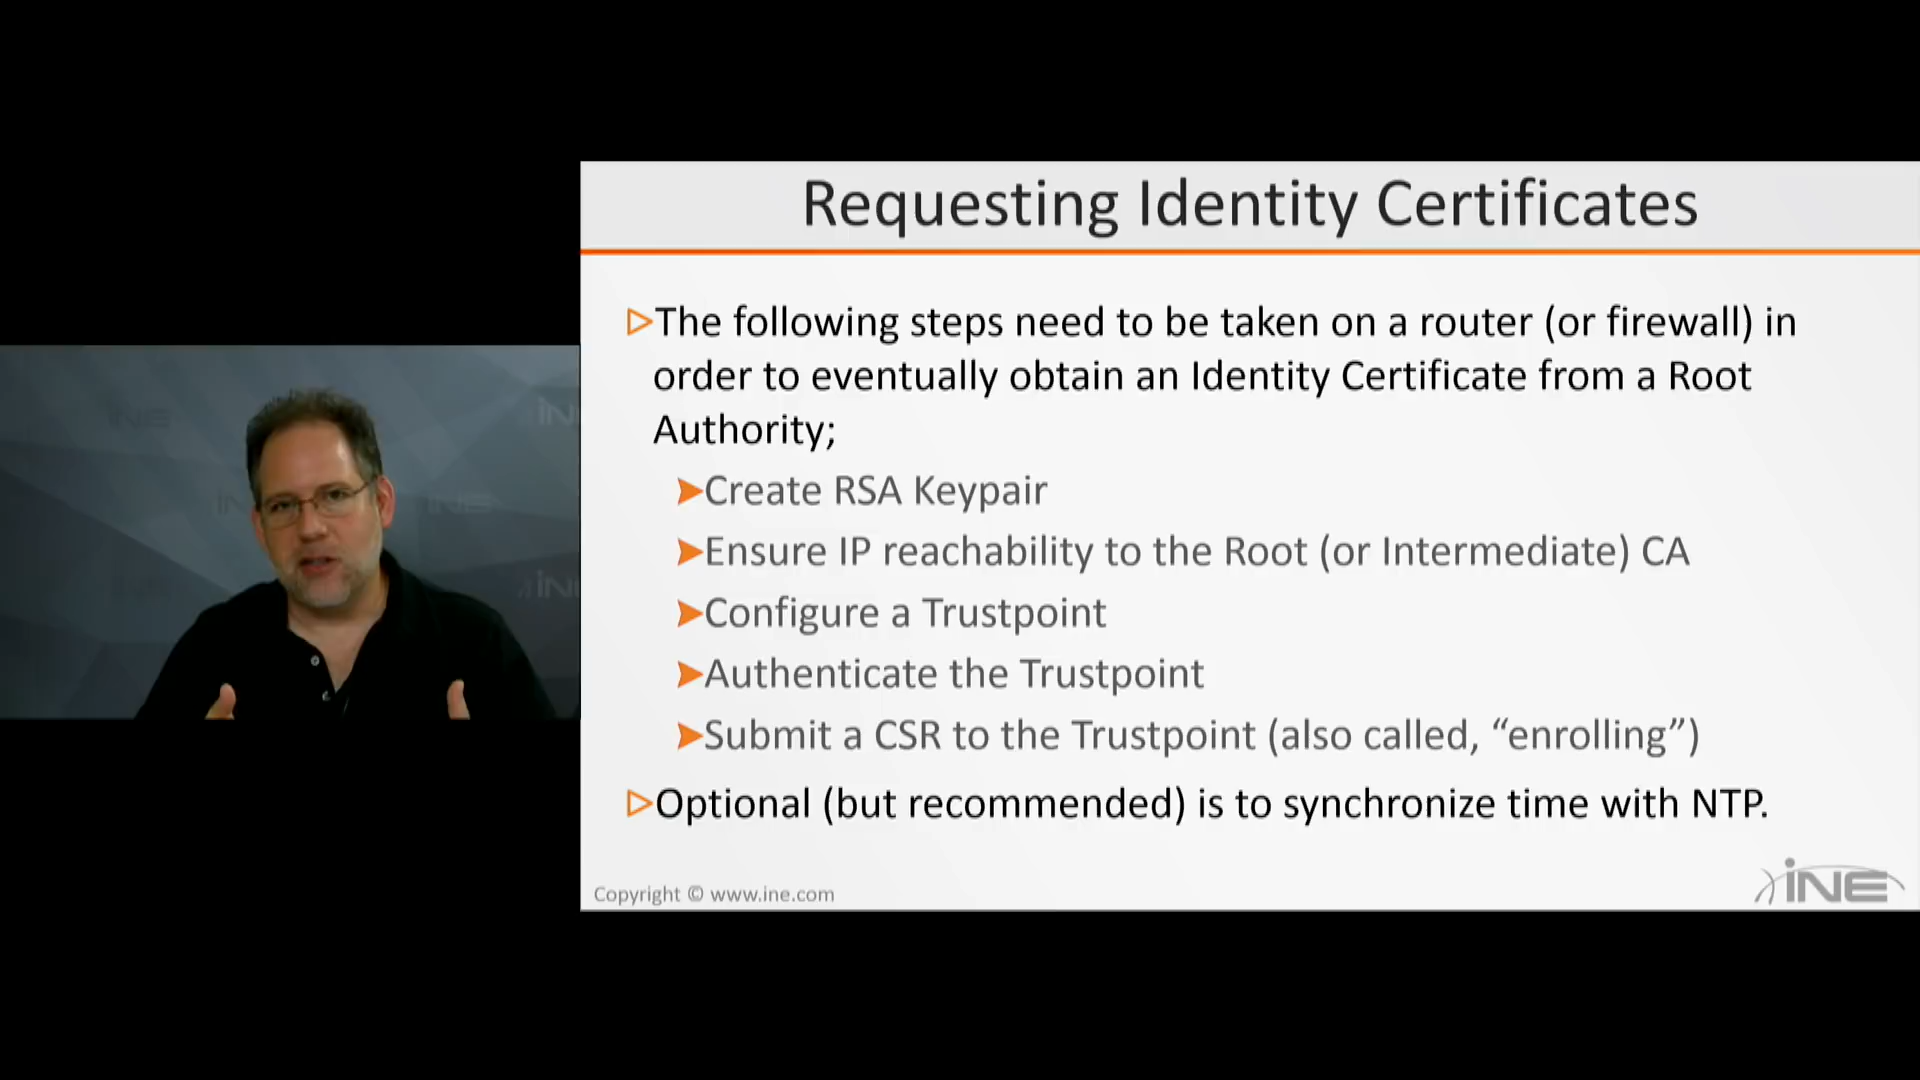 Requesting Identity Certificates
The following steps need to be taken on a router (or firewall) in
order to eventually obtain an Identity Certificate from a Root
Authority;
Create RSA Keypair
Ensure IP reachability to the Root (or Intermediate) CA
Configure a Trustpoint
Authenticate the Trustpoint
Submit a CSR to the Trustpoint (also called, “enrolling”)
Optional (but recommended) is to synchronize time with NTP.
Copyright © www.ine.com
iNE